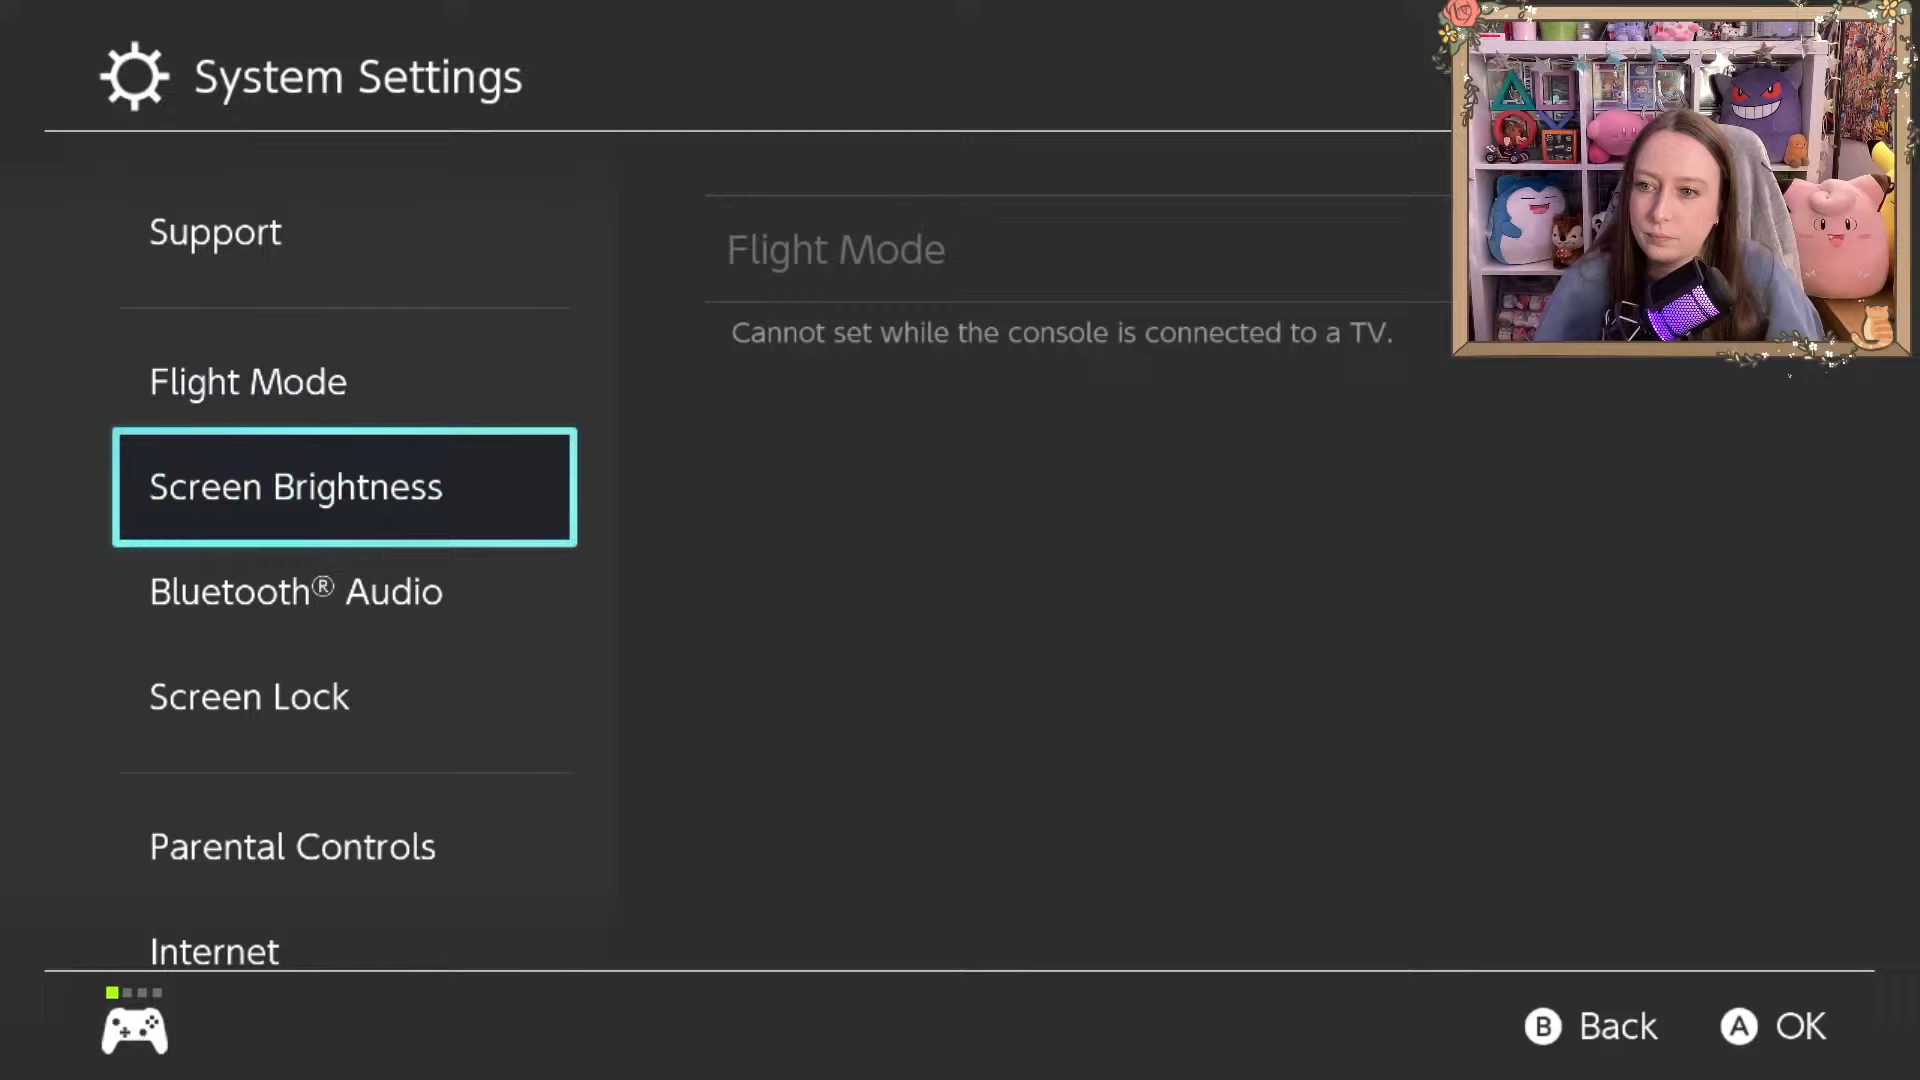 System Settings
Support
Flight Mode
Screen Brightness
Bluetooth® Audio
Screen Lock
Parental Controls
Internet
Flight Mode
Cannot set while the console is connected to a TV.
B Back
A OK